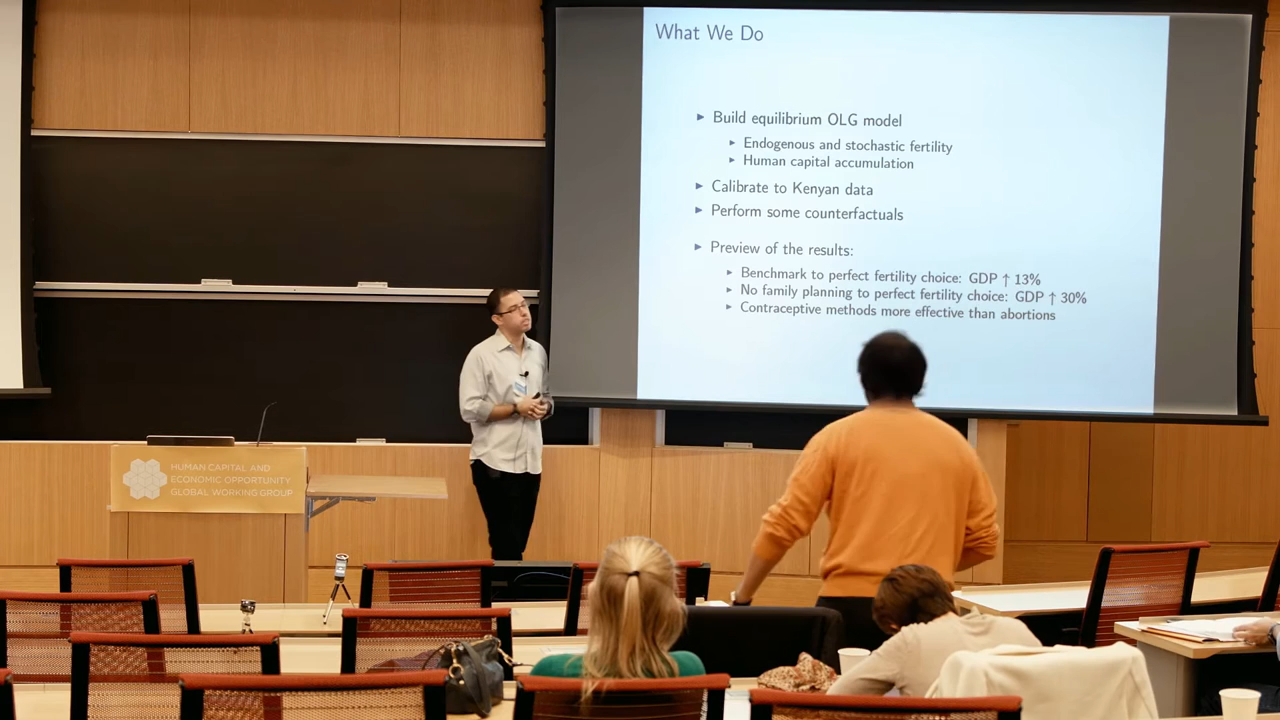 What We Do
▶ Build equilibrium OLG model
▶ Endogenous and stochastic fertility
▶ Human capital accumulation
▶ Calibrate to Kenyan data
▶ Perform some counterfactuals
▶ Preview of the results:
▶ Benchmark to perfect fertility choice: GDP ↑ 13%
▶ No family planning to perfect fertility choice: GDP ↑ 30%
▶ Contraceptive methods more effective than abortions
HUMAN CAPITAL AND
ECONOMIC OPPORTUNITY
GLOBAL WORKING GROUP